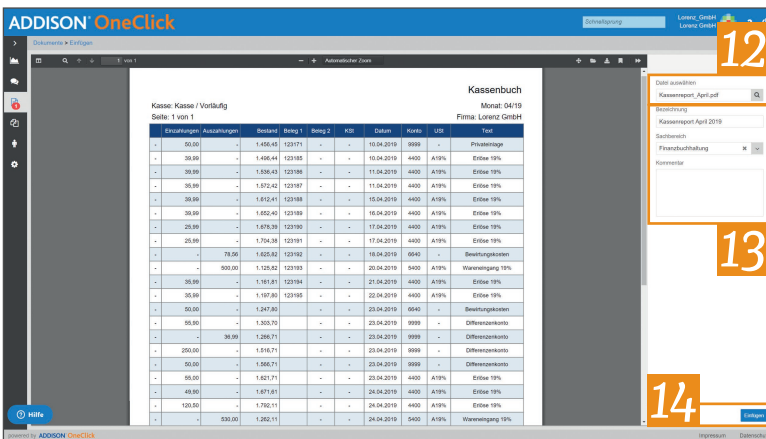 ADDISON OneClick
Schnellsprung
Lorenz_GmbH
Lorenz GmbH
12
Dokumente > Einfügen
1 von 1
Automatischer Zoom
Kassenbuch
Kasse: Kasse / Vorläufig Monat: 04/19
Seite: 1 von 1 Firma: Lorenz GmbH
Einzahlungen Auszahlungen Bestand Beleg 1 Beleg 2 KSt Datum Konto USt Text
- 50,00 - 1.456,45 123171 - - 10.04.2019 9999 - Privateinlage
- 39,99 - 1.496,44 123185 - - 10.04.2019 4400 A19% Erlöse 19%
- 39,99 - 1.536,43 123186 - - 11.04.2019 4400 A19% Erlöse 19%
- 35,99 - 1.572,42 123187 - - 11.04.2019 4400 A19% Erlöse 19%
- 39,99 - 1.612,41 123188 - - 15.04.2019 4400 A19% Erlöse 19%
- 39,99 - 1.652,40 123189 - - 16.04.2019 4400 A19% Erlöse 19%
- 25,99 - 1.678,39 123190 - - 17.04.2019 4400 A19% Erlöse 19%
- 25,99 - 1.704,38 123191 - - 17.04.2019 4400 A19% Erlöse 19%
- - 78,56 1.625,82 123192 - - 18.04.2019 6640 - Bewirtungskosten
- - 500,00 1.125,82 123193 - - 20.04.2019 5400 A19% Wareneingang 19%
- 35,99 - 1.161,81 123194 - - 21.04.2019 4400 A19% Erlöse 19%
- 35,99 - 1.197,80 123195 - - 22.04.2019 4400 A19% Erlöse 19%
- 50,00 - 1.247,80 - - 23.04.2019 6640 - Bewirtungskosten
- 55,90 - 1.303,70 - - 23.04.2019 9999 - Differenzenkonto
- - 36,99 1.266,71 - - 23.04.2019 9999 - Differenzenkonto
- 250,00 - 1.516,71 - - 23.04.2019 9999 - Differenzenkonto
- 50,00 - 1.566,71 - - 23.04.2019 9999 - Differenzenkonto
- 55,00 - 1.621,71 - - 23.04.2019 4400 A19% Erlöse 19%
- 49,90 - 1.671,61 - - 24.04.2019 4400 A19% Erlöse 19%
- 120,50 - 1.792,11 - - 24.04.2019 4400 A19% Erlöse 19%
- - 530,00 1.262,11 - - 24.04.2019 5400 A19% Wareneingang 19%
Datei auswählen
Kassenreport_April.pdf
Bezeichnung
Kassenreport April 2019
Sachbereich
Finanzbuchhaltung
Kommentar
13
14
Einfügen
Hilfe
powered by ADDISON OneClick
Impressum